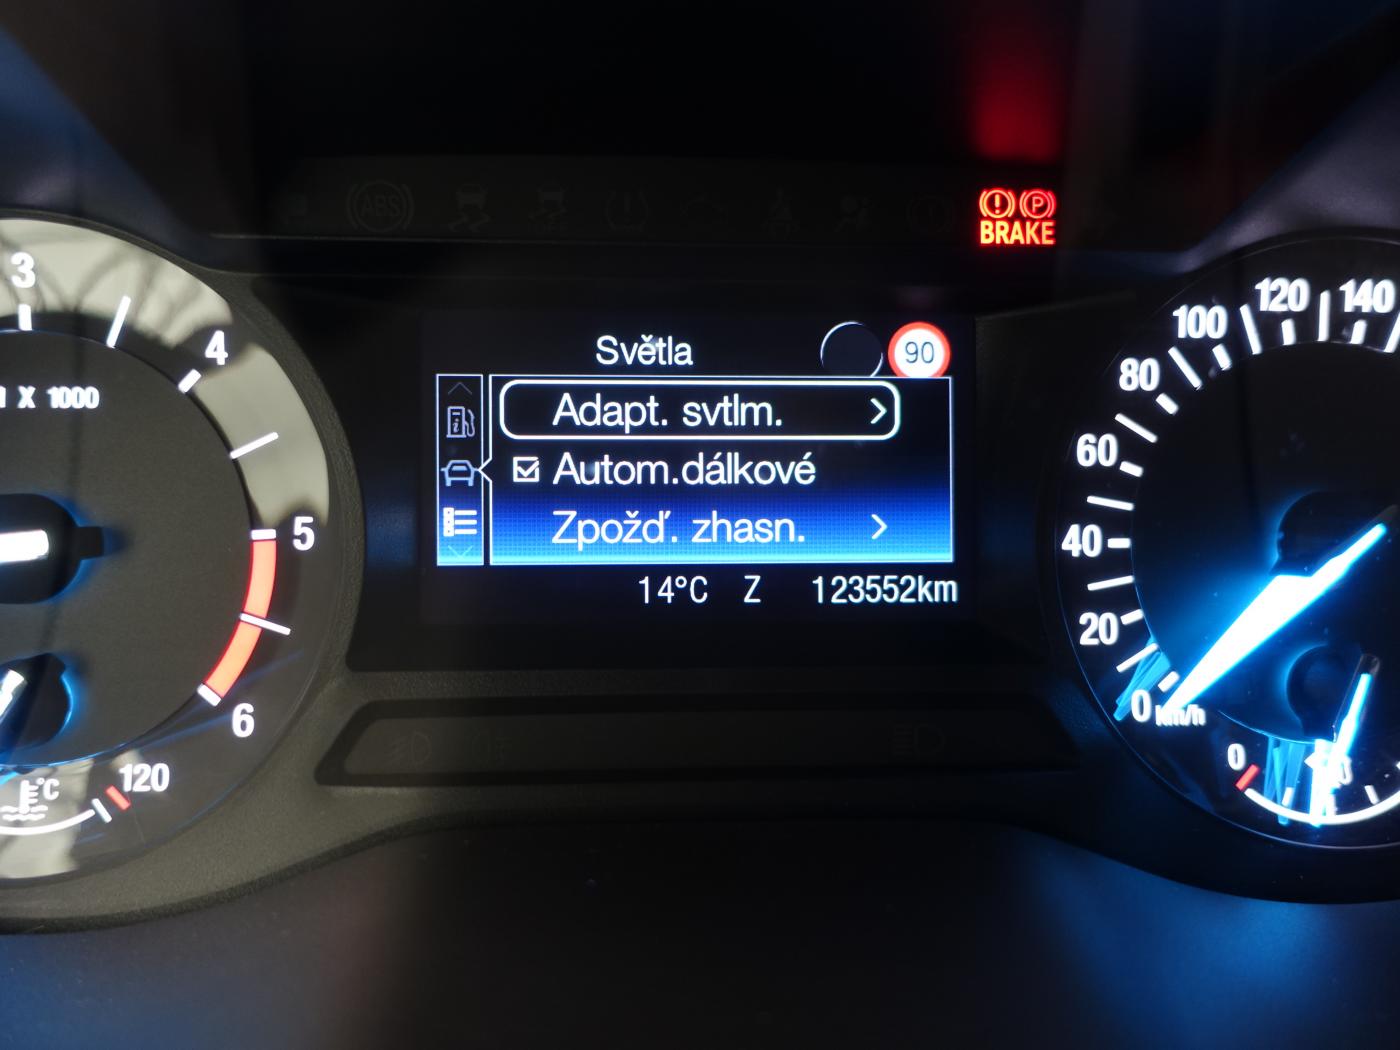 ABS
BRAKE
P
3
4
5
6
X 1000
°C
120
Světla
90
Adapt. svtlm.
Autom.dálkové
Zpožď. zhasn.
14°C Z 123552km
0
20
40
60
80
100
120
140
km/h
0